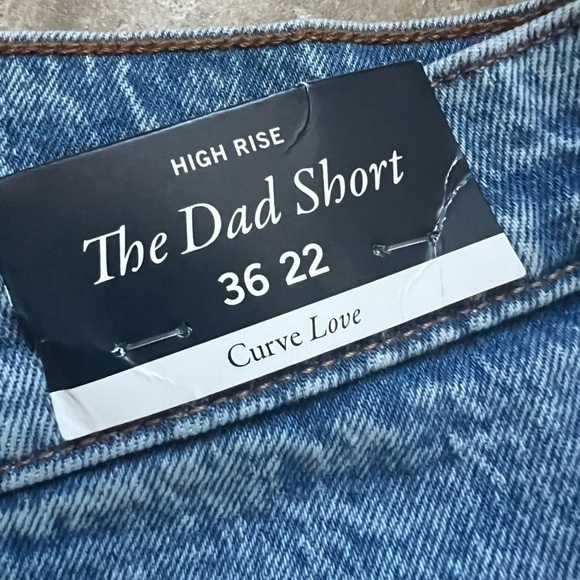 HIGH RISE
The Dad Short
36 22
Curve Love